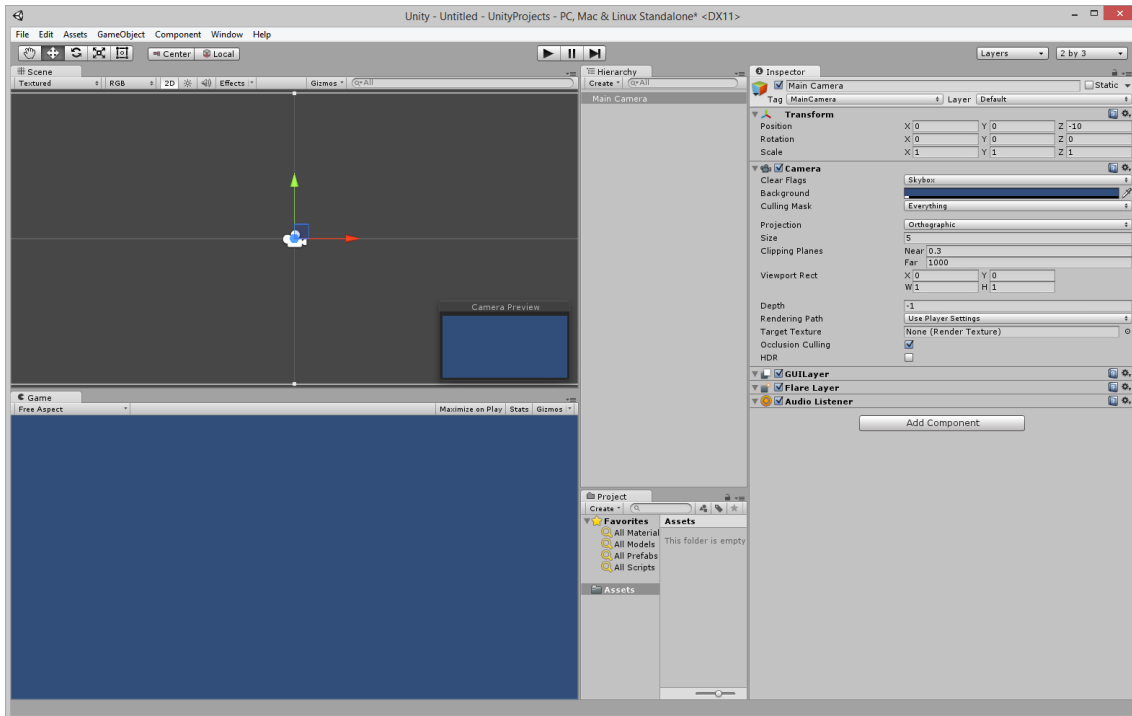 Unity - Untitled - UnityProjects - PC, Mac & Linux Standalone* <DX11>
File Edit Assets GameObject Component Window Help
Center Local Layers 2 by 3
Scene
Textured RGB 2D Effects Gizmos All
Camera Preview
Game
Free Aspect Maximize on Play Stats Gizmos
Hierarchy
Create All
Main Camera
Project
Create
Favorites
All Material
All Models
All Prefabs
All Scripts
Assets
Assets
This folder is empty
Inspector
Main Camera Static
Tag MainCamera Layer Default
Transform
Position X 0 Y 0 Z -10
Rotation X 0 Y 0 Z 0
Scale X 1 Y 1 Z 1
Camera
Clear Flags Skybox
Background
Culling Mask Everything
Projection Orthographic
Size 5
Clipping Planes Near 0.3
Far 1000
Viewport Rect X 0 Y 0
W 1 H 1
Depth -1
Rendering Path Use Player Settings
Target Texture None (Render Texture)
Occlusion Culling
HDR
GUILayer
Flare Layer
Audio Listener
Add Component